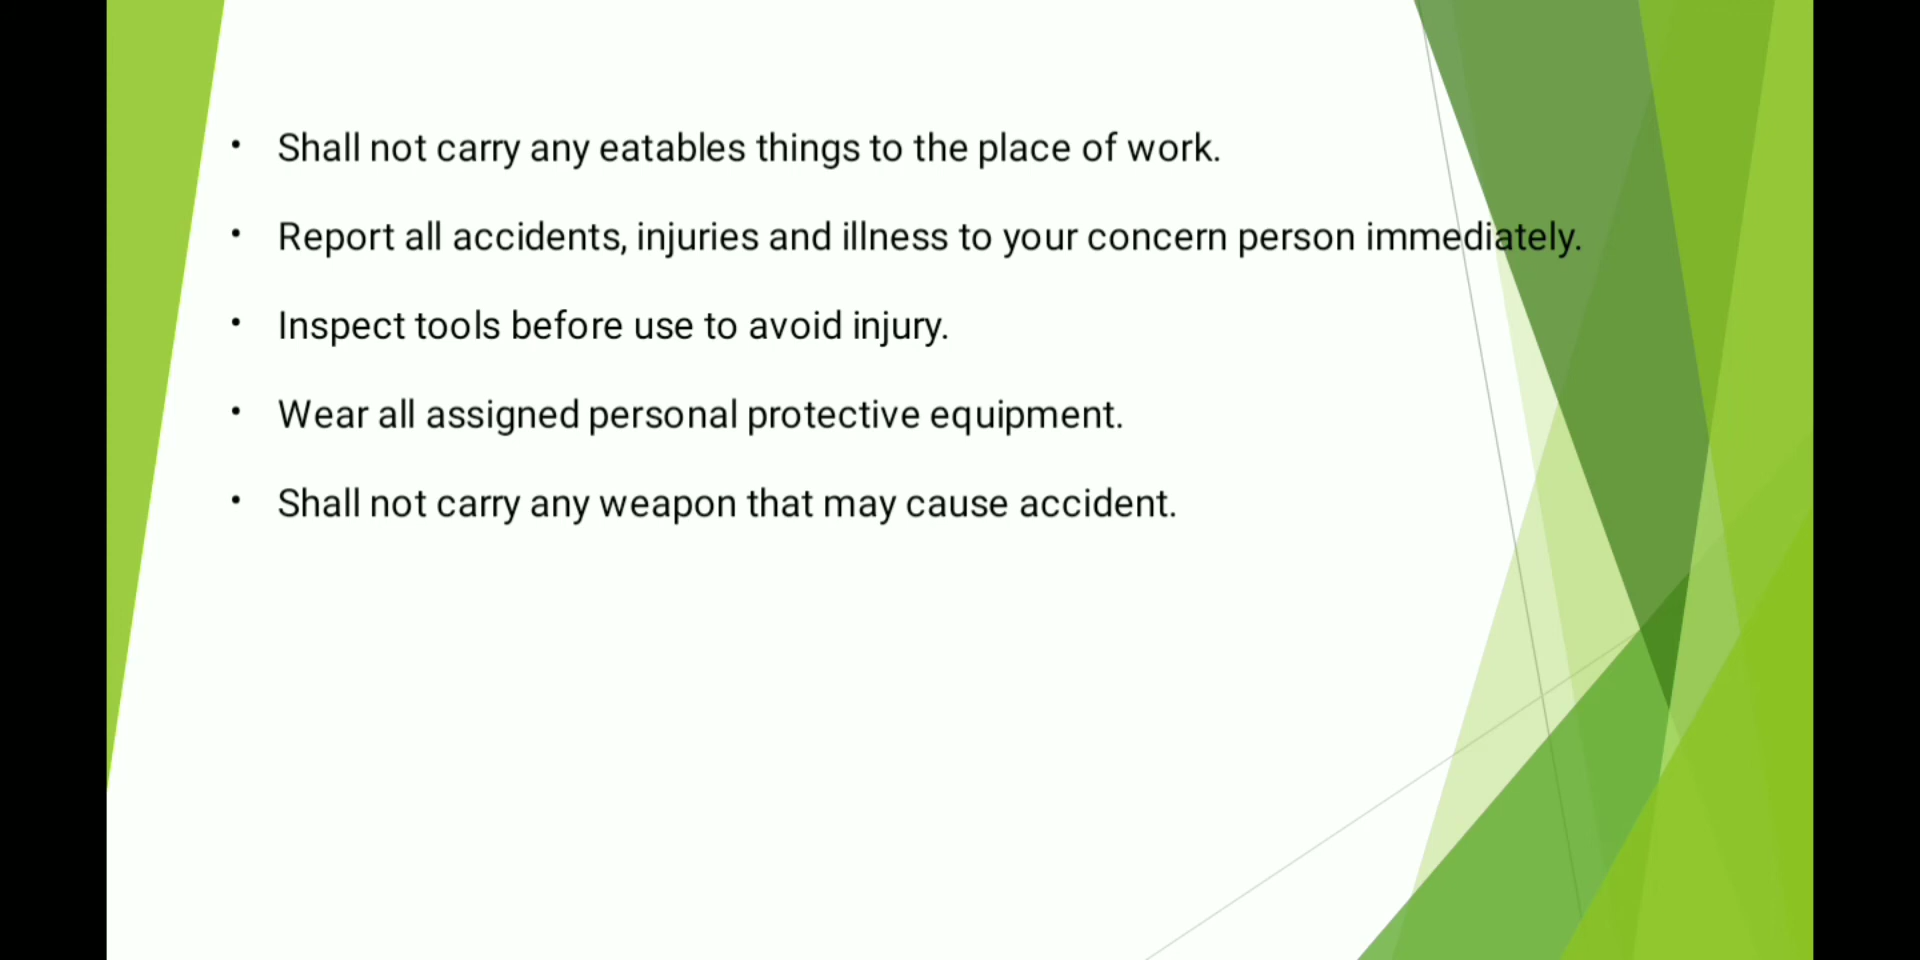 • Shall not carry any eatables things to the place of work.
• Report all accidents, injuries and illness to your concern person immediately.
• Inspect tools before use to avoid injury.
• Wear all assigned personal protective equipment.
• Shall not carry any weapon that may cause accident.